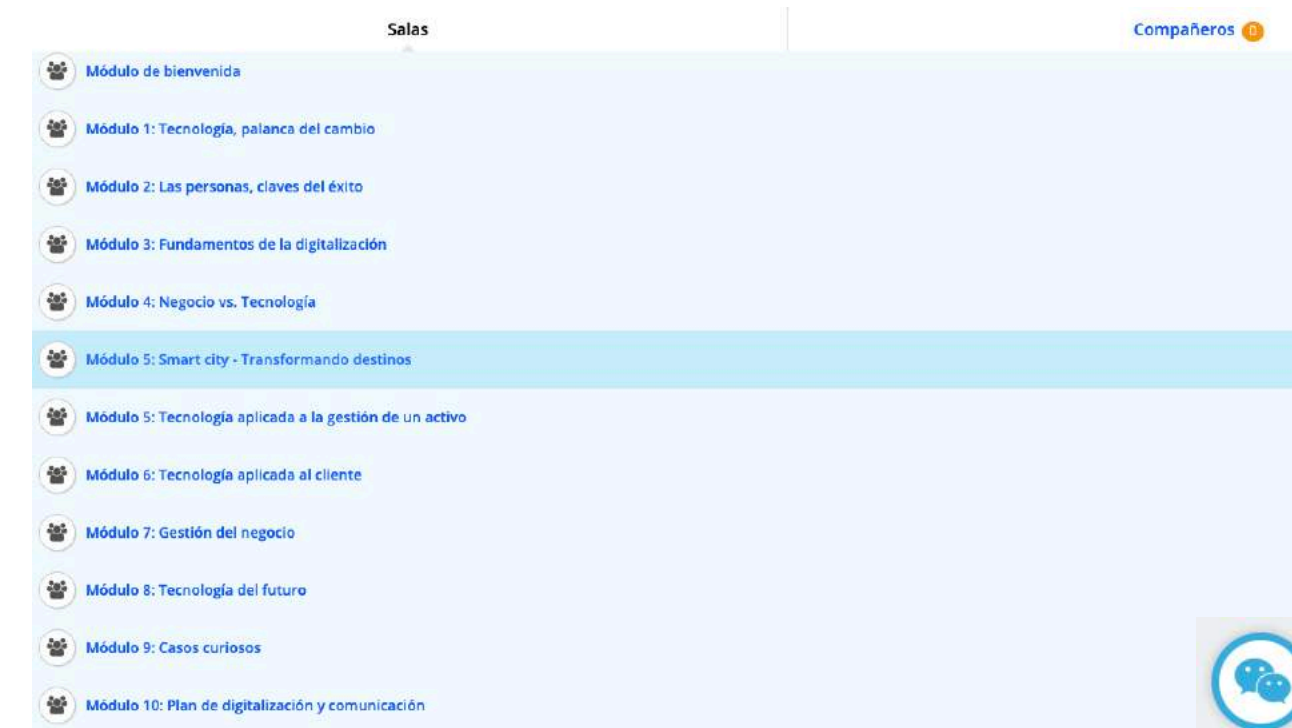 Salas
Compañeros 0
Módulo de bienvenida
Módulo 1: Tecnología, palanca del cambio
Módulo 2: Las personas, claves del éxito
Módulo 3: Fundamentos de la digitalización
Módulo 4: Negocio vs. Tecnología
Módulo 5: Smart city - Transformando destinos
Módulo 5: Tecnología aplicada a la gestión de un activo
Módulo 6: Tecnología aplicada al cliente
Módulo 7: Gestión del negocio
Módulo 8: Tecnología del futuro
Módulo 9: Casos curiosos
Módulo 10: Plan de digitalización y comunicación